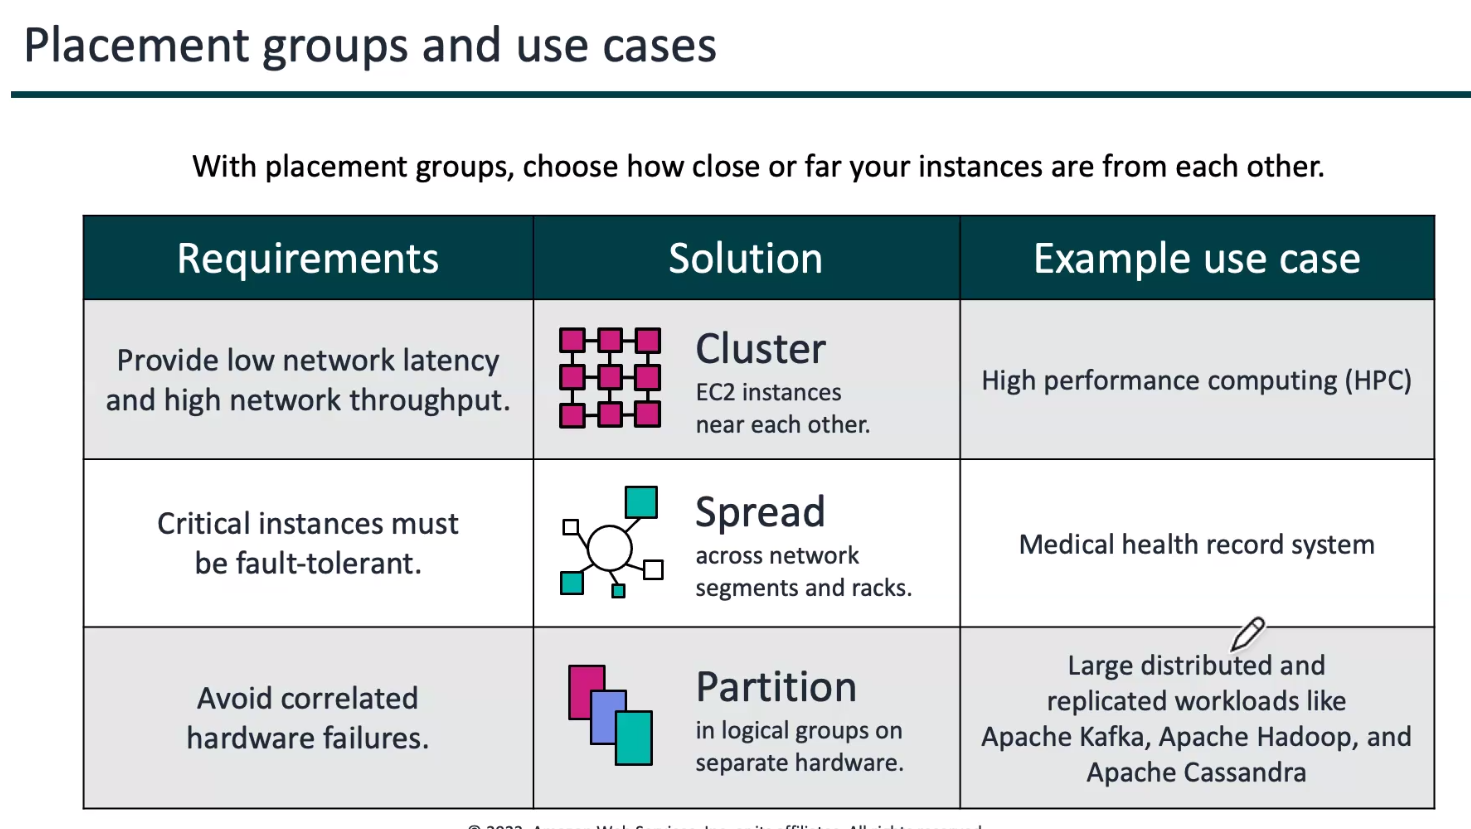 Placement groups and use cases
With placement groups, choose how close or far your instances are from each other.
Requirements
Solution
Example use case
Provide low network latency
and high network throughput.
Cluster
EC2 instances
near each other.
High performance computing (HPC)
Critical instances must
be fault-tolerant.
Spread
across network
segments and racks.
Medical health record system
Avoid correlated
hardware failures.
Partition
in logical groups on
separate hardware.
Large distributed and
replicated workloads like
Apache Kafka, Apache Hadoop, and
Apache Cassandra